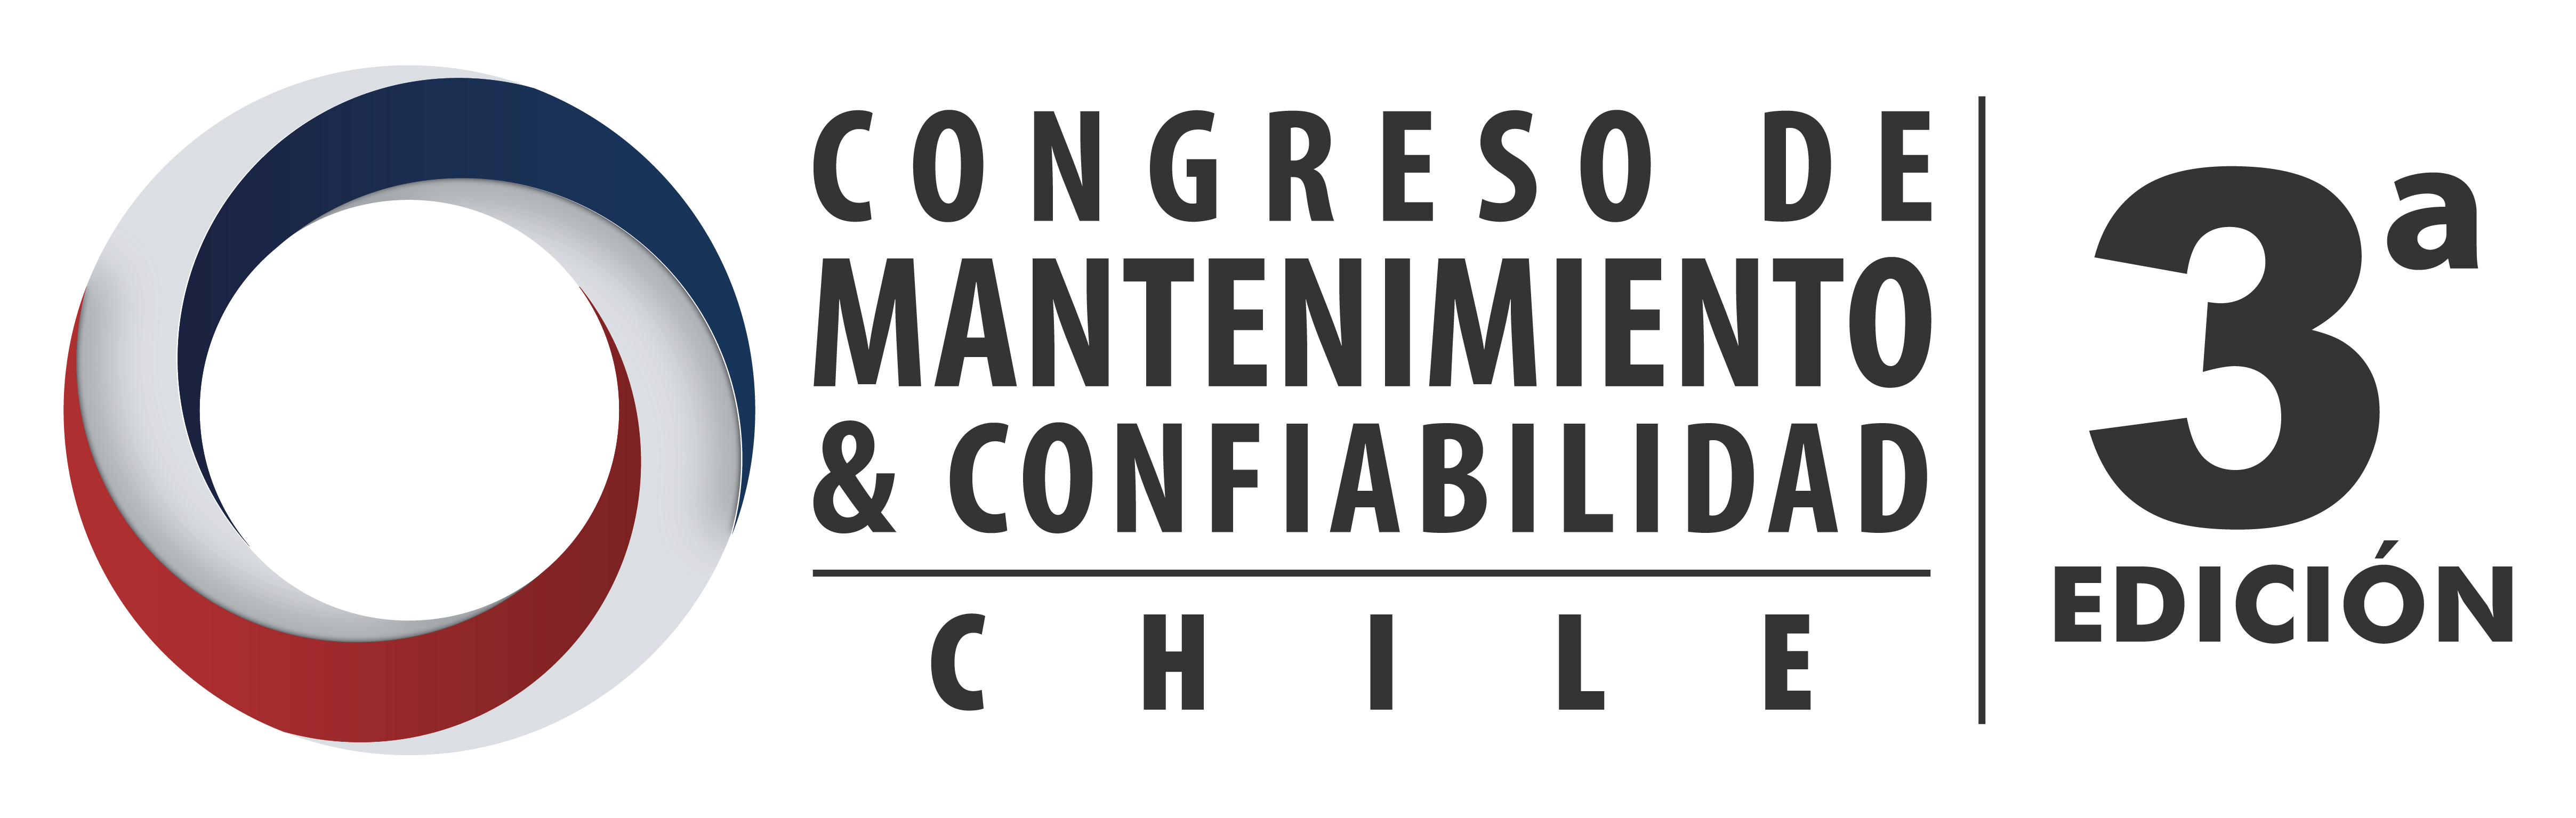 CONGRESO DE
MANTENIMIENTO
& CONFIABILIDAD
CHILE
3ª
EDICIÓN